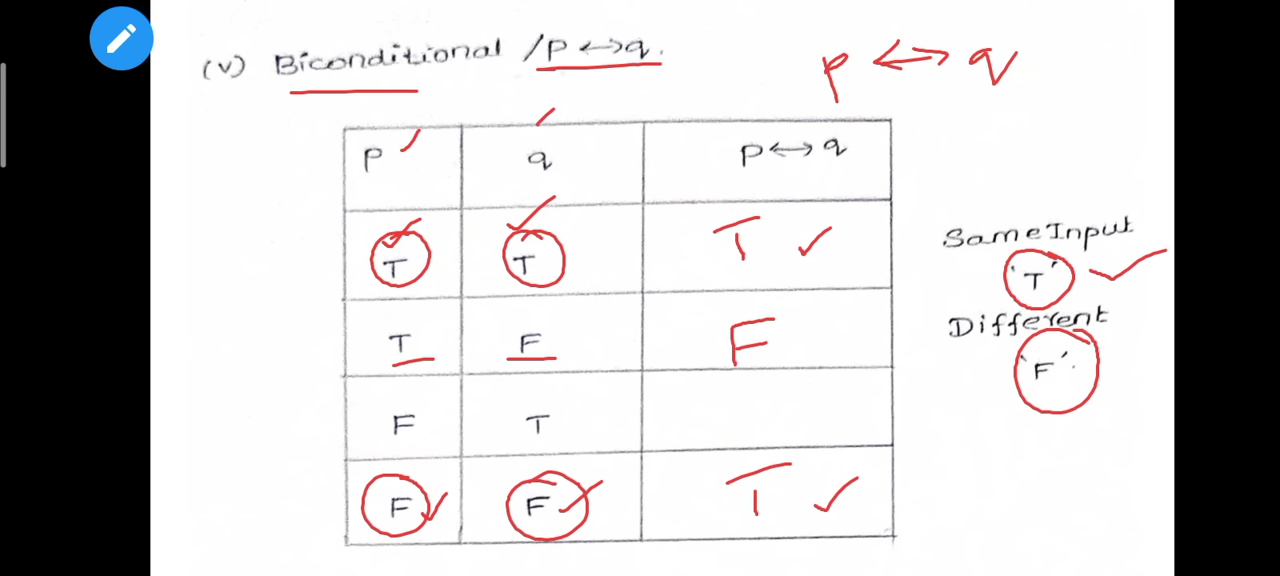 (v) Biconditional / p ↔ q.
p ↔ q
p q p ↔ q
T T T
T F F
F T
F F T
Same Input
'T'
Different
'F'